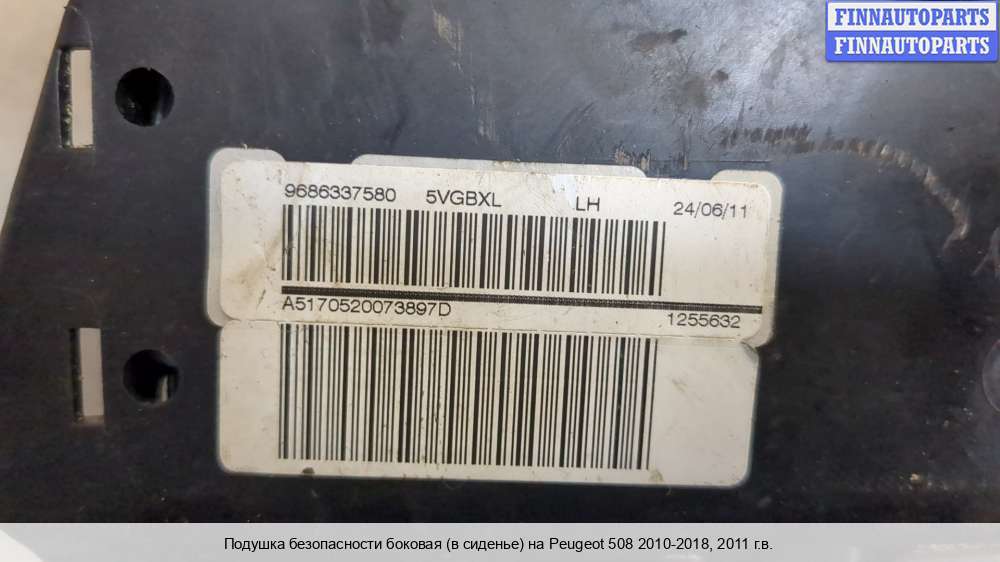 FINNAUTOPARTS
FINNAUTOPARTS
9686337580 5VGBXL LH 24/06/11
A5170520073897D 1255632
Подушка безопасности боковая (в сиденье) на Peugeot 508 2010-2018, 2011 г.в.